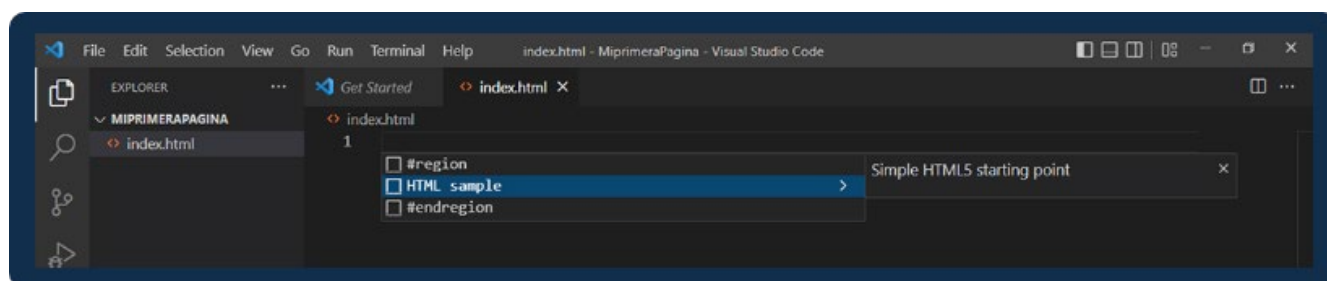 File Edit Selection View Go Run Terminal Help index.html - MiprimeraPagina - Visual Studio Code
EXPLORER ··· Get Started index.html
MIPRIMERAPAGINA index.html
index.html 1
#region
HTML sample
#endregion
Simple HTML5 starting point